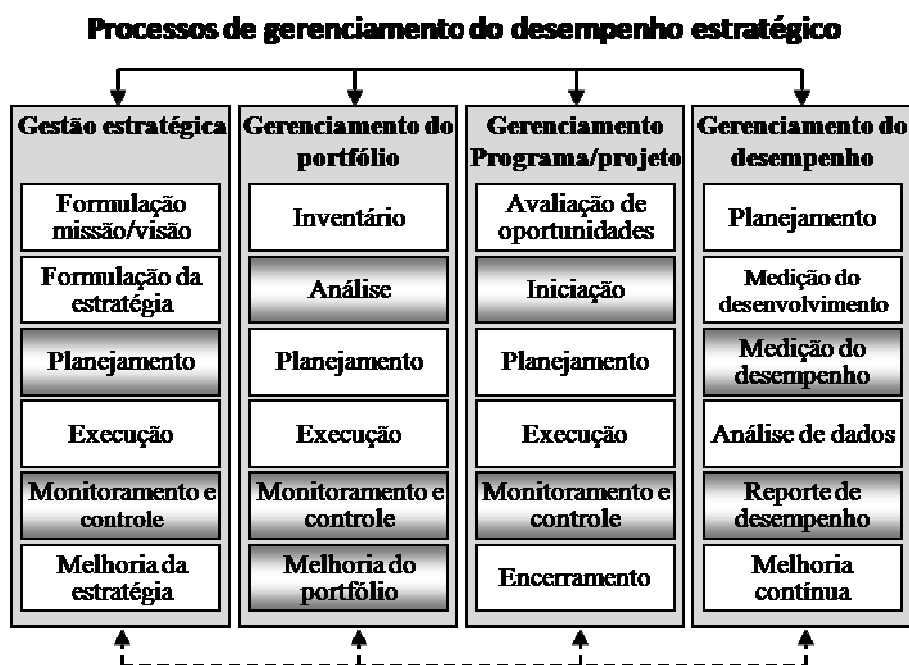 Processos de gerenciamento do desempenho estratégico
Gestão estratégica
Formulação
missão/visão
Formulação da
estratégia
Planejamento
Execução
Monitoramento e
controle
Melhoria da
estratégia
Gerenciamento do
portfólio
Inventário
Análise
Planejamento
Execução
Monitoramento e
controle
Melhoria do
portfólio
Gerenciamento
Programa/projeto
Avaliação de
oportunidades
Iniciação
Planejamento
Execução
Monitoramento e
controle
Encerramento
Gerenciamento do
desempenho
Planejamento
Medição do
desenvolvimento
Medição do
desempenho
Análise de dados
Reporte de
desempenho
Melhoria
contínua